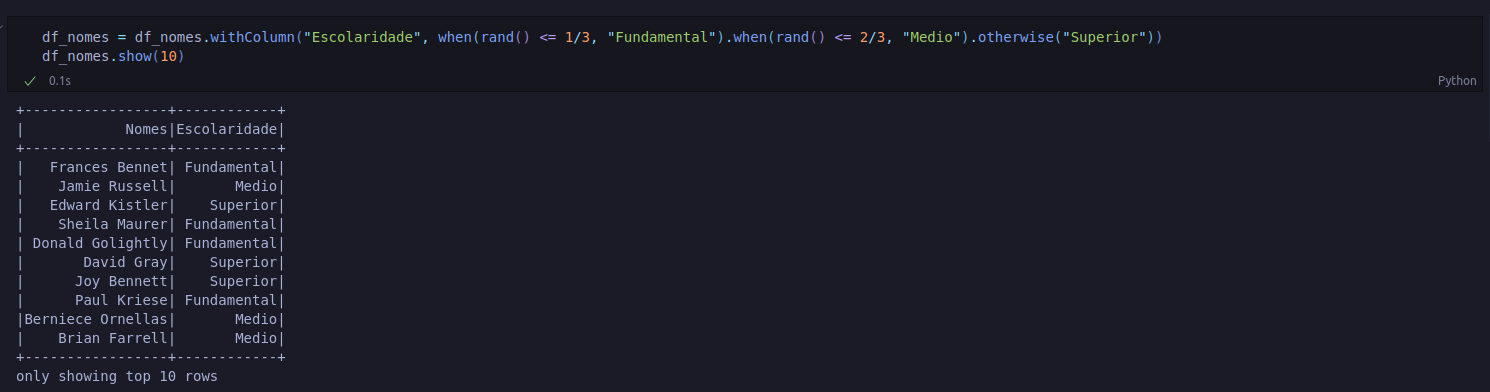 df_nomes = df_nomes.withColumn("Escolaridade", when(rand() <= 1/3, "Fundamental").when(rand() <= 2/3, "Medio").otherwise("Superior"))
df_nomes.show(10)
✓ 0.1s Python
+-----------------+------------+
|            Nomes|Escolaridade|
+-----------------+------------+
|   Frances Bennet| Fundamental|
|    Jamie Russell|       Medio|
|   Edward Kistler|    Superior|
|    Sheila Maurer| Fundamental|
| Donald Golightly| Fundamental|
|       David Gray|    Superior|
|      Joy Bennett|    Superior|
|      Paul Kriese| Fundamental|
|Berniece Ornellas|       Medio|
|    Brian Farrell|       Medio|
+-----------------+------------+
only showing top 10 rows